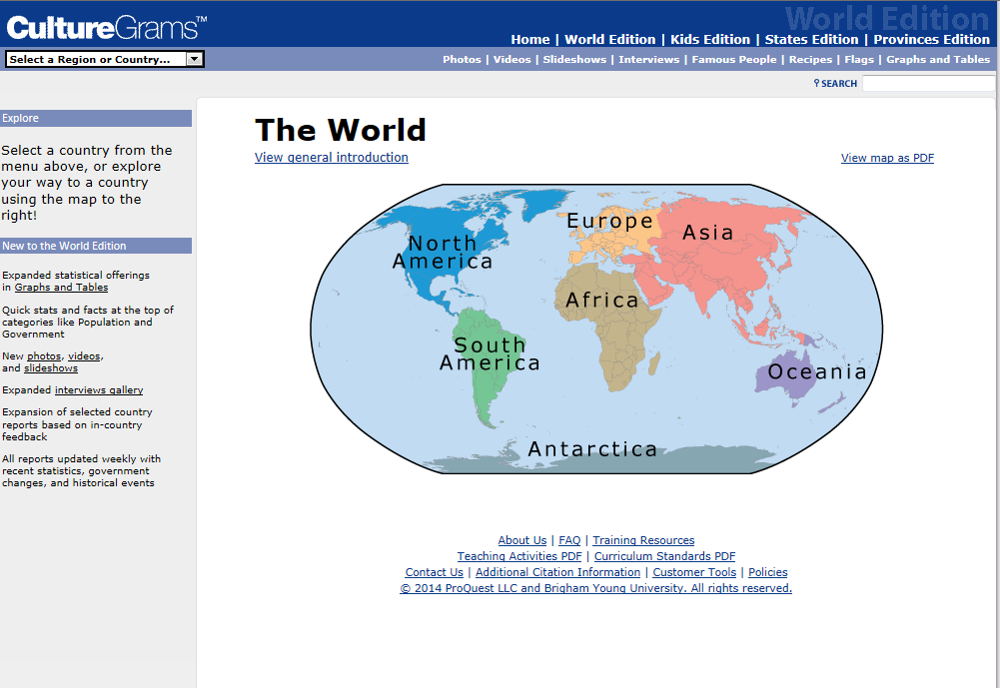 CultureGrams™
World Edition
Home | World Edition | Kids Edition | States Edition | Provinces Edition
Select a Region or Country...
Photos | Videos | Slideshows | Interviews | Famous People | Recipes | Flags | Graphs and Tables
SEARCH
Explore
Select a country from the
menu above, or explore
your way to a country
using the map to the
right!
New to the World Edition
Expanded statistical offerings
in Graphs and Tables
Quick stats and facts at the top of
categories like Population and
Government
New photos, videos,
and slideshows
Expanded interviews gallery
Expansion of selected country
reports based on in-country
feedback
All reports updated weekly with
recent statistics, government
changes, and historical events
The World
View general introduction
View map as PDF
North
America
Europe
Asia
Africa
South
America
Oceania
Antarctica
About Us | FAQ | Training Resources
Teaching Activities PDF | Curriculum Standards PDF
Contact Us | Additional Citation Information | Customer Tools | Policies
© 2014 ProQuest LLC and Brigham Young University. All rights reserved.